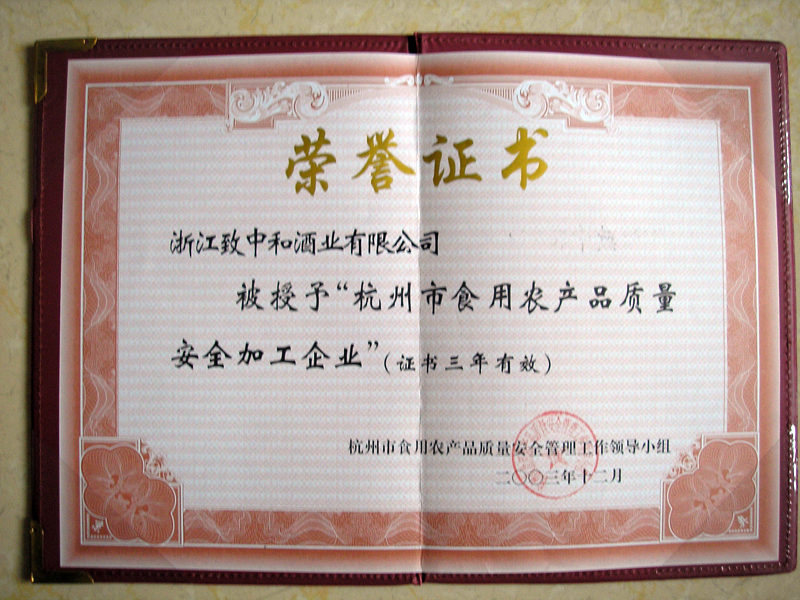 荣誉证书
浙江致中和酒业有限公司
被授予“杭州市食用农产品质量
安全加工企业”(证书三年有效)
杭州市食用农产品质量安全管理工作领导小组
二〇〇三年十二月